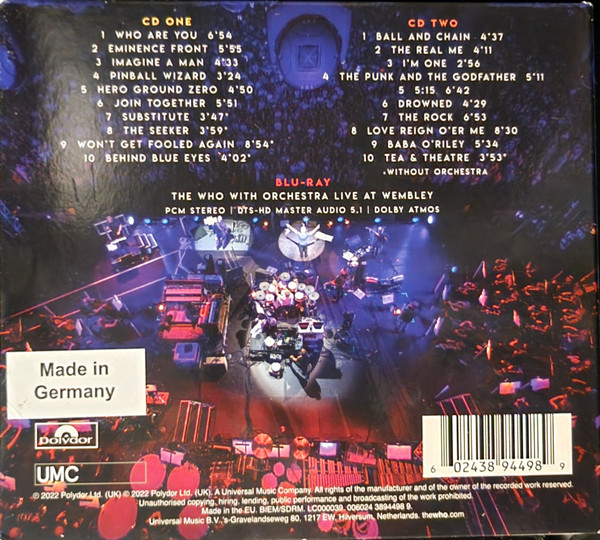 CD ONE
1 WHO ARE YOU 6'54
2 EMINENCE FRONT 5'55
3 IMAGINE A MAN 4'33
4 PINBALL WIZARD 3'24
5 HERO GROUND ZERO 4'50
6 JOIN TOGETHER 5'51
7 SUBSTITUTE 3'47*
8 THE SEEKER 3'59*
9 WON'T GET FOOLED AGAIN 8'54*
10 BEHIND BLUE EYES '4'02*
CD TWO
1 BALL AND CHAIN 4'37
2 THE REAL ME 4'11
3 I'M ONE 2'56
4 THE PUNK AND THE GODFATHER 5'11
5 5:15 6'42
6 DROWNED 4'29
7 THE ROCK 6'53
8 LOVE REIGN O'ER ME 8'30
9 BABA O'RILEY 5'34
10 TEA & THEATRE 3'53*
*WITHOUT ORCHESTRA
BLU-RAY
THE WHO WITH ORCHESTRA LIVE AT WEMBLEY
PCM STEREO | DTS-HD MASTER AUDIO 5.1 | DOLBY ATMOS
Made in
Germany
Polydor
UMC
6 02438 94498 9
℗ 2022 Polydor Ltd. (UK) © 2022 Polydor Ltd. (UK). A Universal Music Company. All rights of the manufacturer and of the owner of the recorded work reserved.
Unauthorised copying, hiring, lending, public performance and broadcasting of the work prohibited.
Made in the EU. BIEM/SDRM. LC000039. 006024 3894498 9.
Universal Music B.V., 's-Gravelandseweg 80, 1217 EW, Hilversum, Netherlands. thewho.com